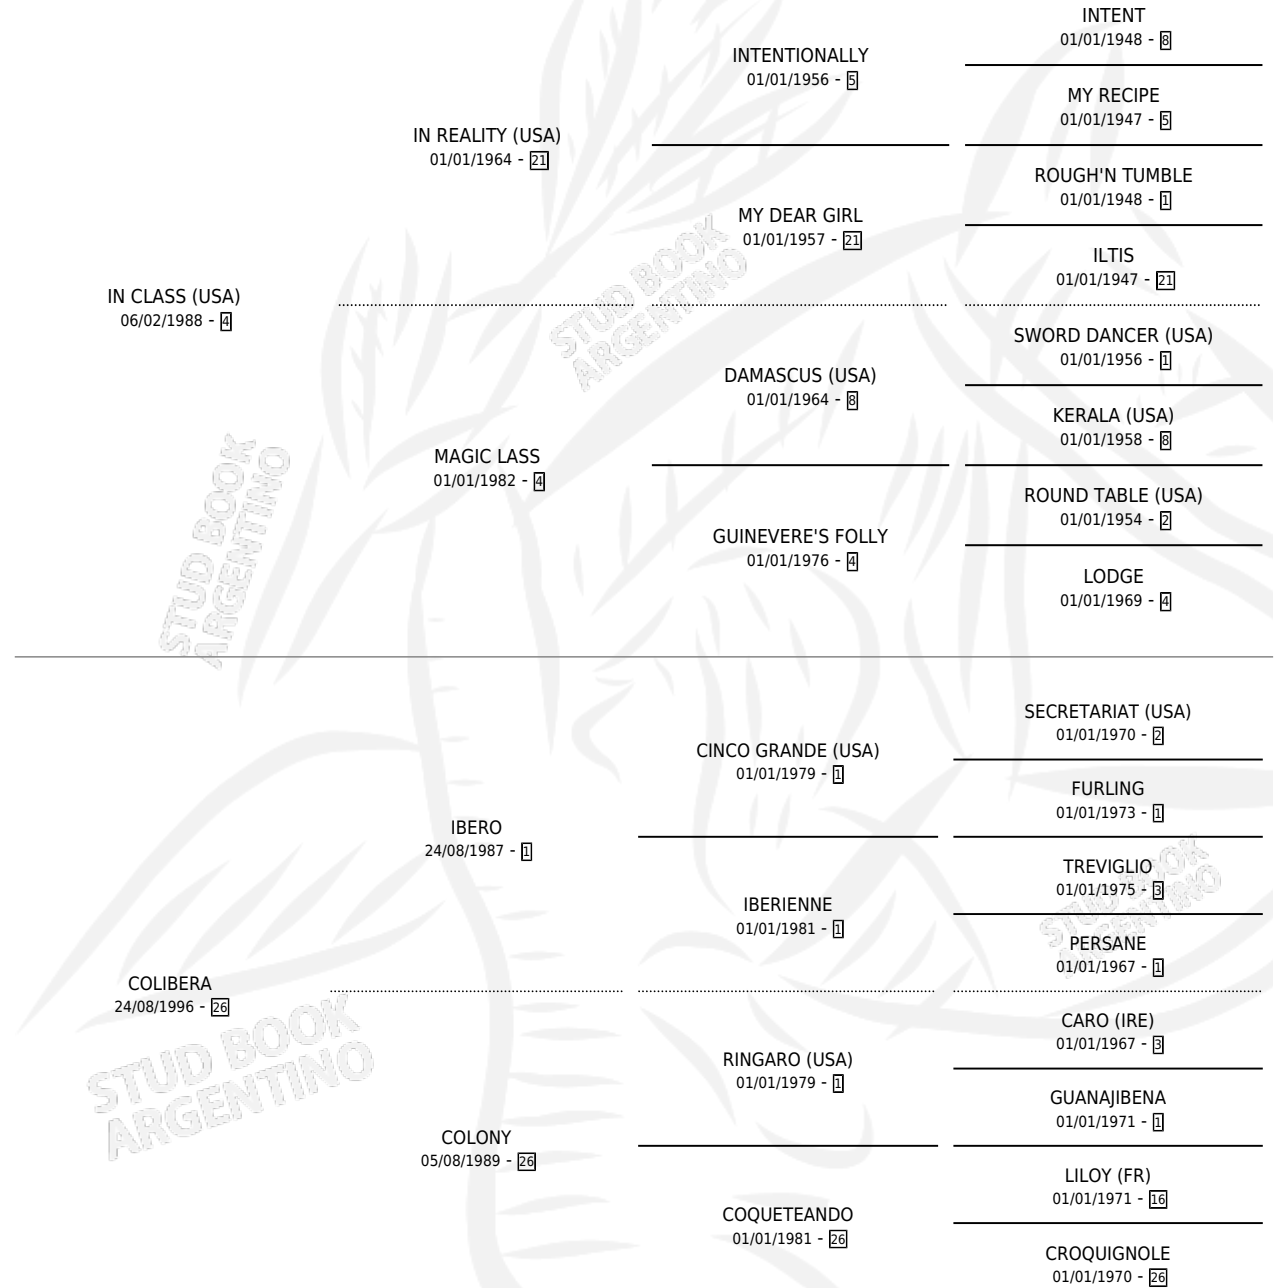 INTENT
01/01/1948 - 8
INTENTIONALLY
01/01/1956 - 5
MY RECIPE
01/01/1947 - 5
IN REALITY (USA)
01/01/1964 - 21
ROUGH'N TUMBLE
01/01/1948 - 1
MY DEAR GIRL
01/01/1957 - 21
ILTIS
01/01/1947 - 21
IN CLASS (USA)
06/02/1988 - 4
SWORD DANCER (USA)
01/01/1956 - 1
DAMASCUS (USA)
01/01/1964 - 8
KERALA (USA)
01/01/1958 - 8
MAGIC LASS
01/01/1982 - 4
ROUND TABLE (USA)
01/01/1954 - 2
GUINEVERE'S FOLLY
01/01/1976 - 4
LODGE
01/01/1969 - 4
SECRETARIAT (USA)
01/01/1970 - 2
CINCO GRANDE (USA)
01/01/1979 - 1
FURLING
01/01/1973 - 1
IBERO
24/08/1987 - 1
TREVIGLIO
01/01/1975 - 3
IBERIENNE
01/01/1981 - 1
PERSANE
01/01/1967 - 1
COLIBERA
24/08/1996 - 26
CARO (IRE)
01/01/1967 - 3
RINGARO (USA)
01/01/1979 - 1
GUANAJIBENA
01/01/1971 - 1
COLONY
05/08/1989 - 26
LILOY (FR)
01/01/1971 - 16
COQUETEANDO
01/01/1981 - 26
CROQUIGNOLE
01/01/1970 - 26
STUD BOOK
ARGENTINO
STUD BOOK
ARGENTINO
STUD BOOK
ARGENTINO
STUD BOOK
ARGENTINO